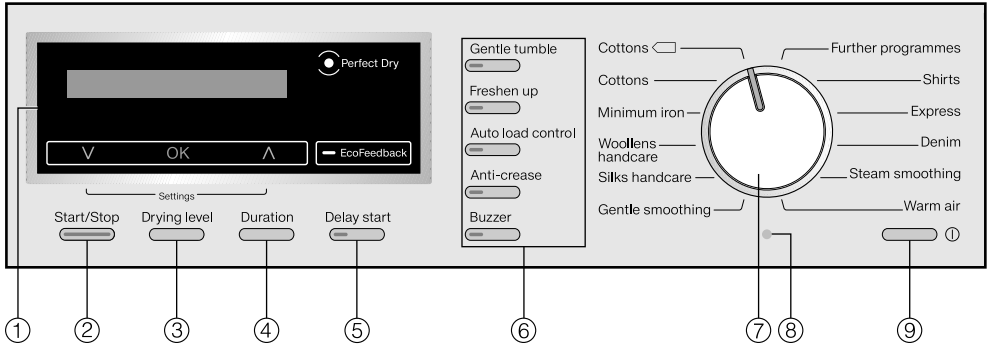 Perfect Dry
OK
EcoFeedback
Settings
Start/Stop
Drying level
Duration
Delay start
Gentle tumble
Freshen up
Auto load control
Anti-crease
Buzzer
Cottons
Cottons
Minimum iron
Woollens
handcare
Silks handcare
Gentle smoothing
Further programmes
Shirts
Express
Denim
Steam smoothing
Warm air
① ② ③ ④ ⑤ ⑥ ⑦ ⑧ ⑨